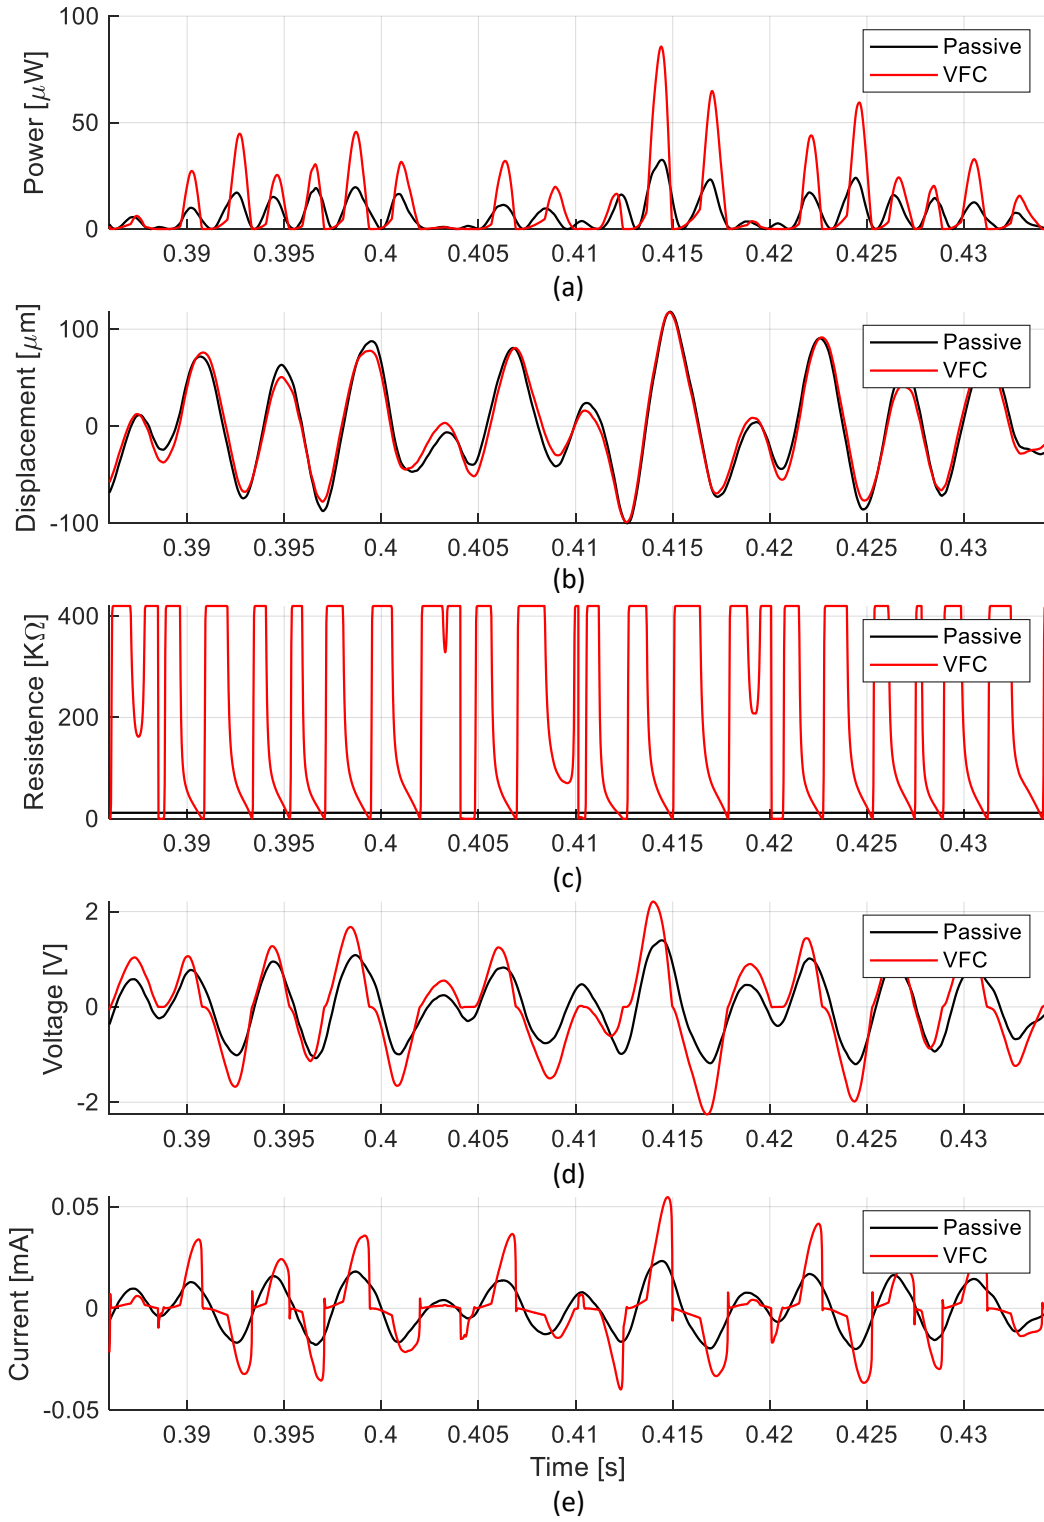 100
50
0
Power [μW]
Passive
VFC
0.39 0.395 0.4 0.405 0.41 0.415 0.42 0.425 0.43
(a)
100
0
-100
Displacement [μm]
Passive
VFC
0.39 0.395 0.4 0.405 0.41 0.415 0.42 0.425 0.43
(b)
400
200
0
Resistence [KΩ]
Passive
VFC
0.39 0.395 0.4 0.405 0.41 0.415 0.42 0.425 0.43
(c)
2
0
-2
Voltage [V]
Passive
VFC
0.39 0.395 0.4 0.405 0.41 0.415 0.42 0.425 0.43
(d)
0.05
0
-0.05
Current [mA]
Passive
VFC
0.39 0.395 0.4 0.405 0.41 0.415 0.42 0.425 0.43
Time [s]
(e)